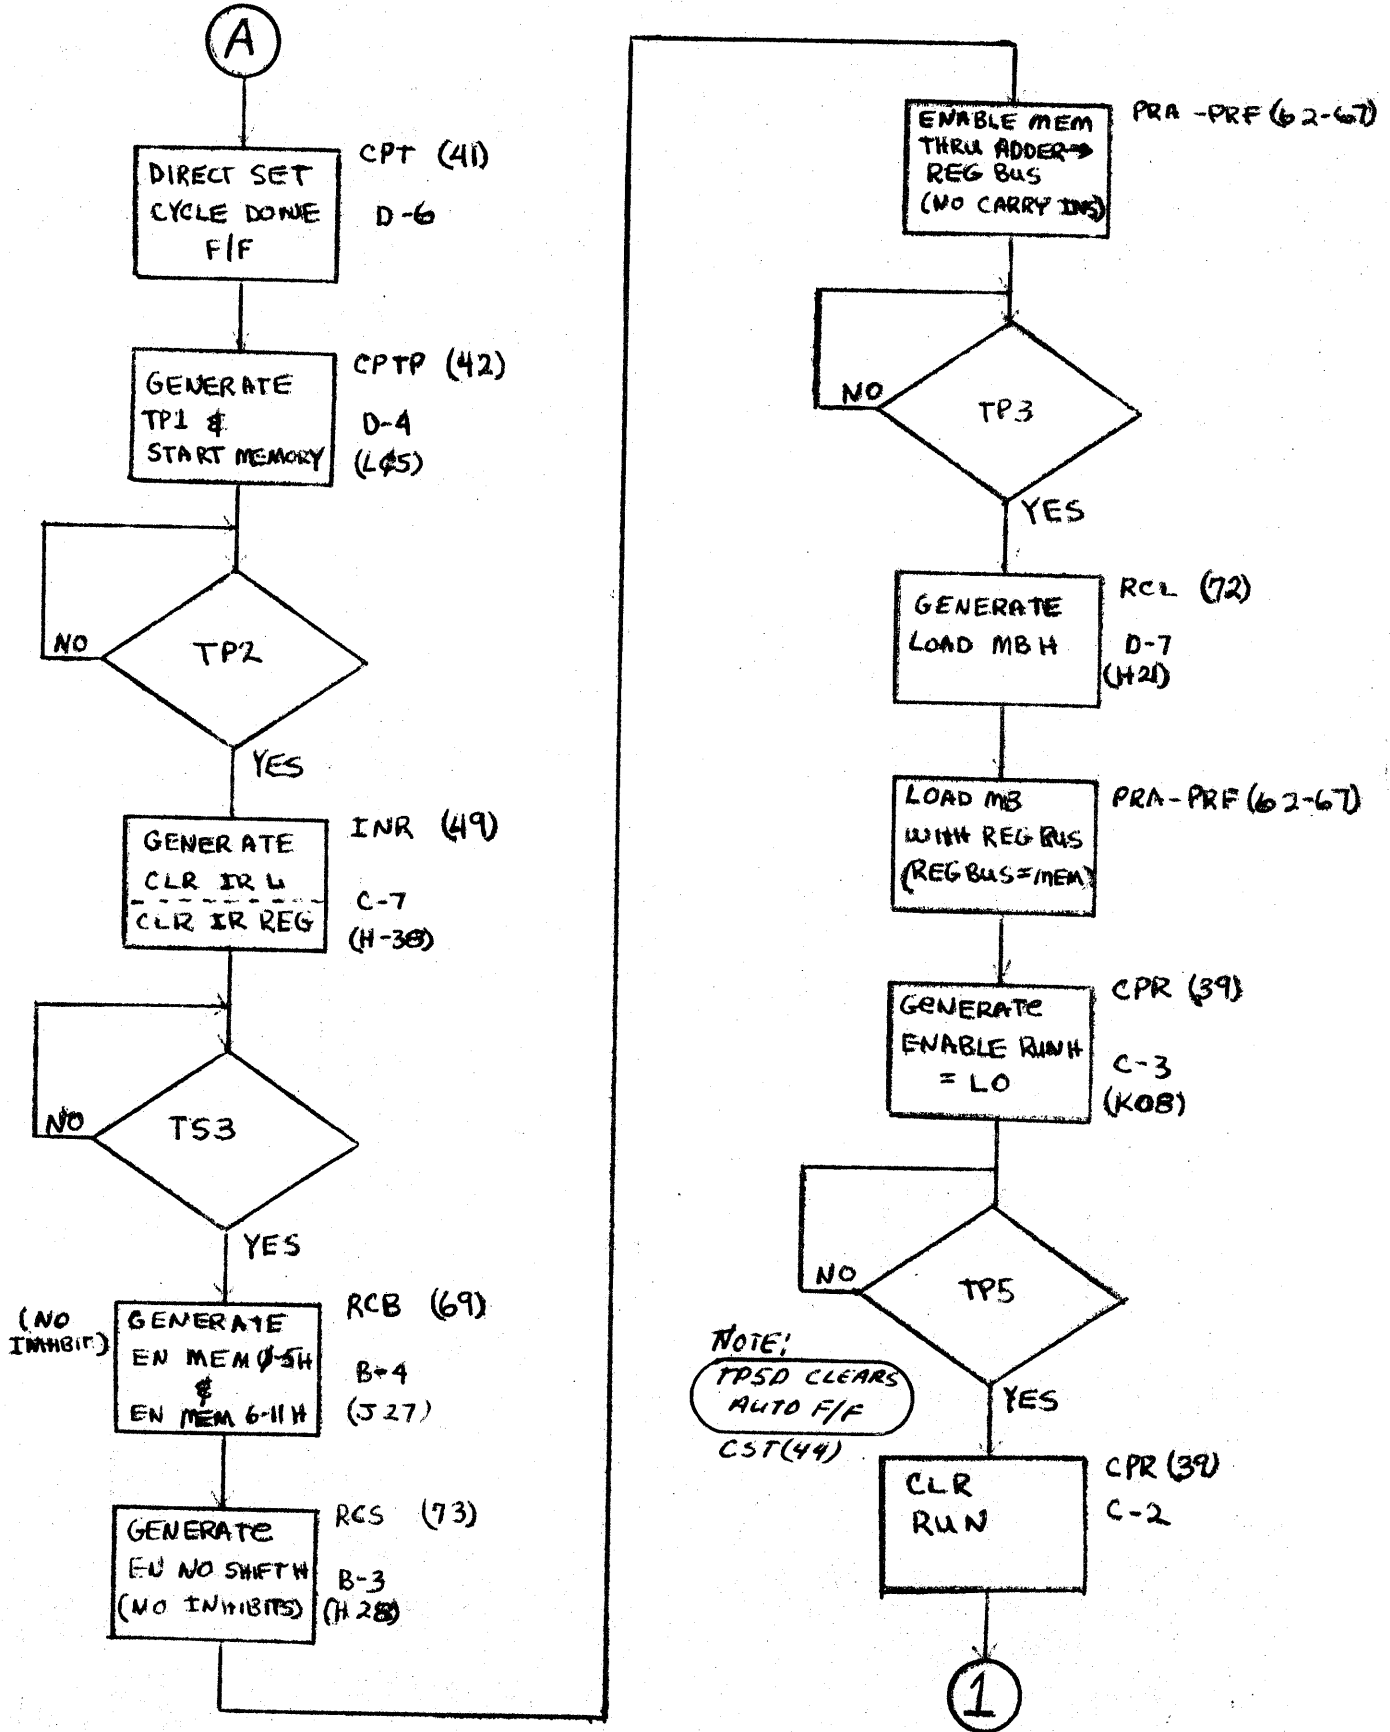 A
DIRECT SET
CYCLE DONE
F/F
CPT (41)
D-6
GENERATE
TP1 &
START MEMORY
CPTP (42)
D-4
(LØ5)
TP2
NO
YES
GENERATE
CLR IR L
CLR IR REG
INR (49)
C-7
(H-38)
TS3
NO
YES
(NO
INHIBIT)
GENERATE
EN MEM Ø-5H
&
EN MEM 6-11 H
RCB (69)
B-4
(J27)
GENERATE
EN NO SHIFT H
(NO INHIBITS)
RCS (73)
B-3
(H28)
ENABLE MEM
THRU ADDER→
REG BUS
(NO CARRY INS)
PRA-PRF (62-67)
TP3
NO
YES
GENERATE
LOAD MB H
RCL (72)
D-7
(H21)
LOAD MB
WITH REG BUS
(REG BUS=MEM)
PRA-PRF (62-67)
GENERATE
ENABLE RUN H
= LO
CPR (39)
C-3
(K08)
TP5
NO
YES
NOTE:
TP5D CLEARS
AUTO F/F
CST(44)
CLR
RUN
CPR (39)
C-2
1